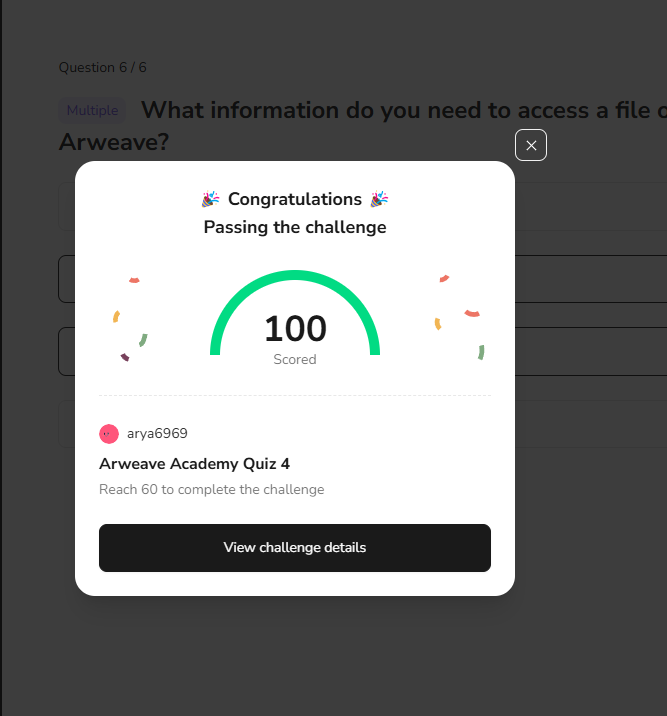 Question 6 / 6
Multiple What information do you need to access a file
Arweave?
Congratulations
Passing the challenge
100
Scored
arya6969
Arweave Academy Quiz 4
Reach 60 to complete the challenge
View challenge details